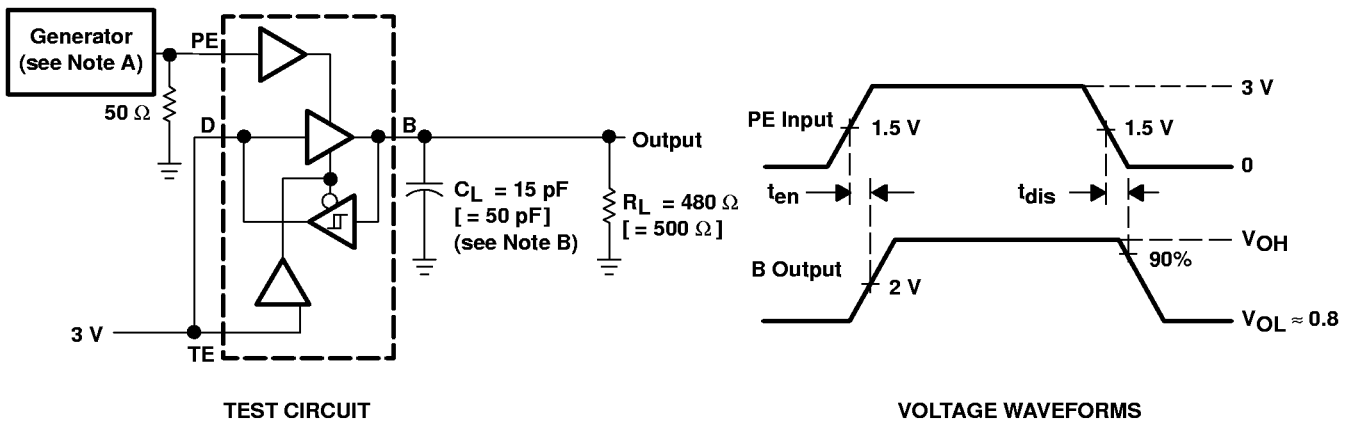 Generator
(see Note A)
PE
50 Ω
D
B
Output
C_L = 15 pF
[ = 50 pF]
(see Note B)
R_L = 480 Ω
[ = 500 Ω ]
3 V
TE
TEST CIRCUIT
3 V
PE Input
1.5 V
1.5 V
0
t_en
t_dis
V_OH
90%
B Output
2 V
V_OL ≈ 0.8
VOLTAGE WAVEFORMS